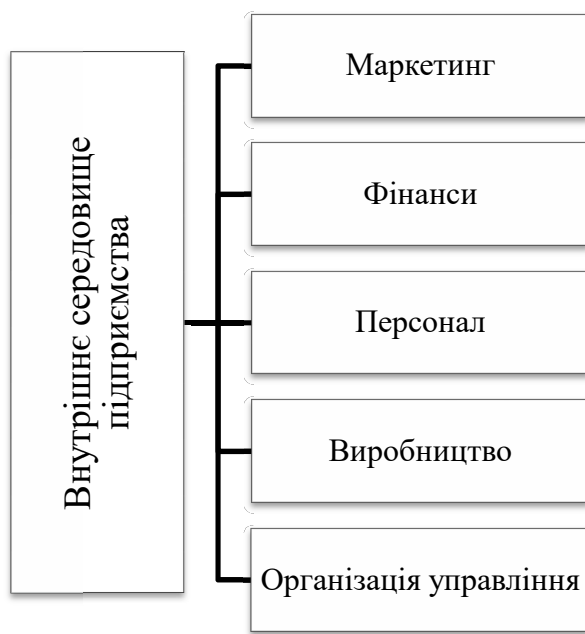 Внутрішнє середовище
підприємства
Маркетинг
Фінанси
Персонал
Виробництво
Організація управління